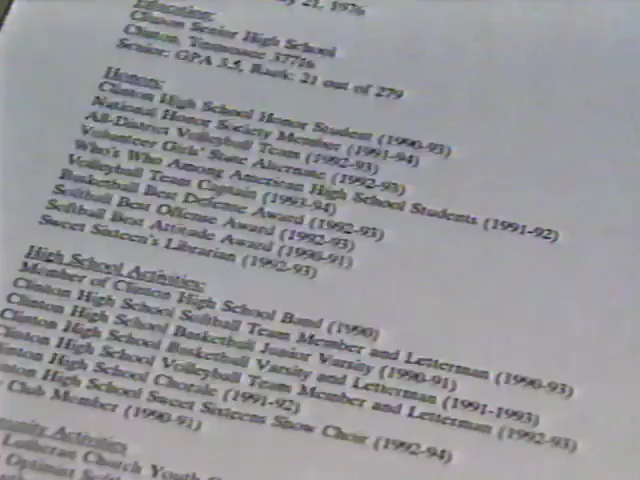 21, 1976
Education:
Clinton Senior High School
Clinton, Tennessee 37716
Senior: GPA 3.5, Rank: 21 out of 279
Honors:
Clinton High School Honor Student (1990-93)
National Honor Society Member (1991-94)
All-District Volleyball Team (1992-93)
Volunteer Girls' State Alternate (1992-93)
Who's Who Among American High School Students (1991-92)
Volleyball Team Captain (1993-94)
Basketball Best Defense Award (1992-93)
Softball Best Offense Award (1992-93)
Softball Best Attitude Award (1990-91)
Sweet Sixteen's Librarian (1992-93)
High School Activities:
Member of Clinton High School Band (1990)
Clinton High School Softball Team Member and Letterman (1990-93)
Clinton High School Basketball Junior Varsity (1990-91)
Clinton High School Basketball Varsity and Letterman (1991-1993)
Clinton High School Volleyball Team Member and Letterman (1992-93)
High School Chorale (1991-92)
High School Sweet Sixteens Show Choir (1992-94)
Club Member (1990-91)
Activities
Lutheran Church Youth
Optimist